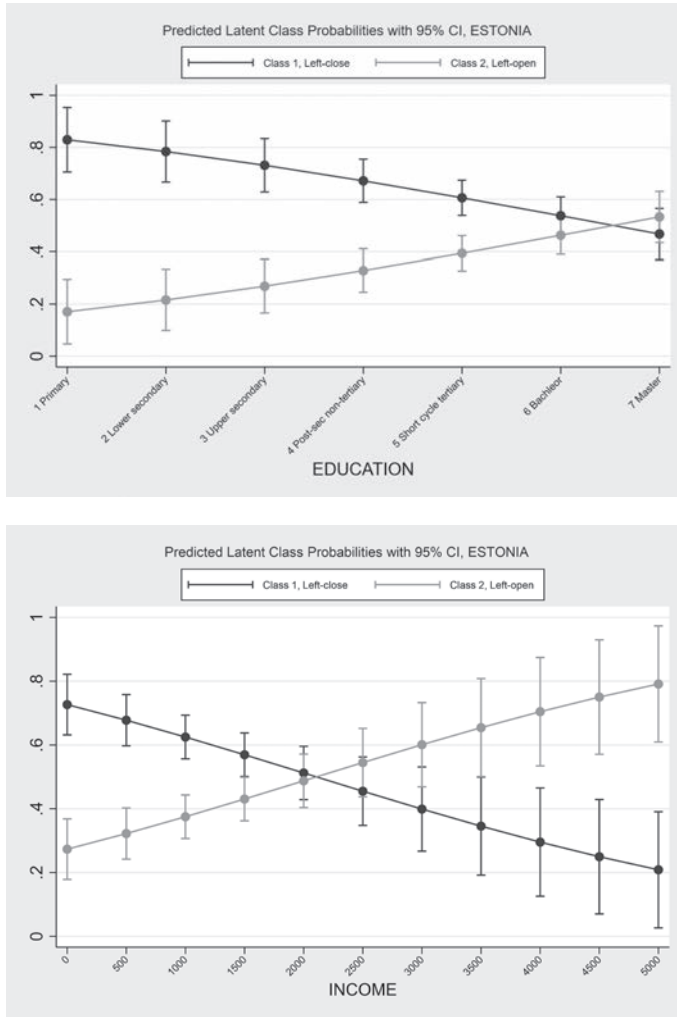 Predicted Latent Class Probabilities with 95% CI, ESTONIA
Class 1, Left-close Class 2, Left-open
1
.8
.6
.4
.2
0
1 Primary
2 Lower secondary
3 Upper secondary
4 Post-sec non-tertiary
5 Short cycle tertiary
6 Bachleor
7 Master
EDUCATION
Predicted Latent Class Probabilities with 95% CI, ESTONIA
Class 1, Left-close Class 2, Left-open
1
.8
.6
.4
.2
0
0
500
1000
1500
2000
2500
3000
3500
4000
4500
5000
INCOME